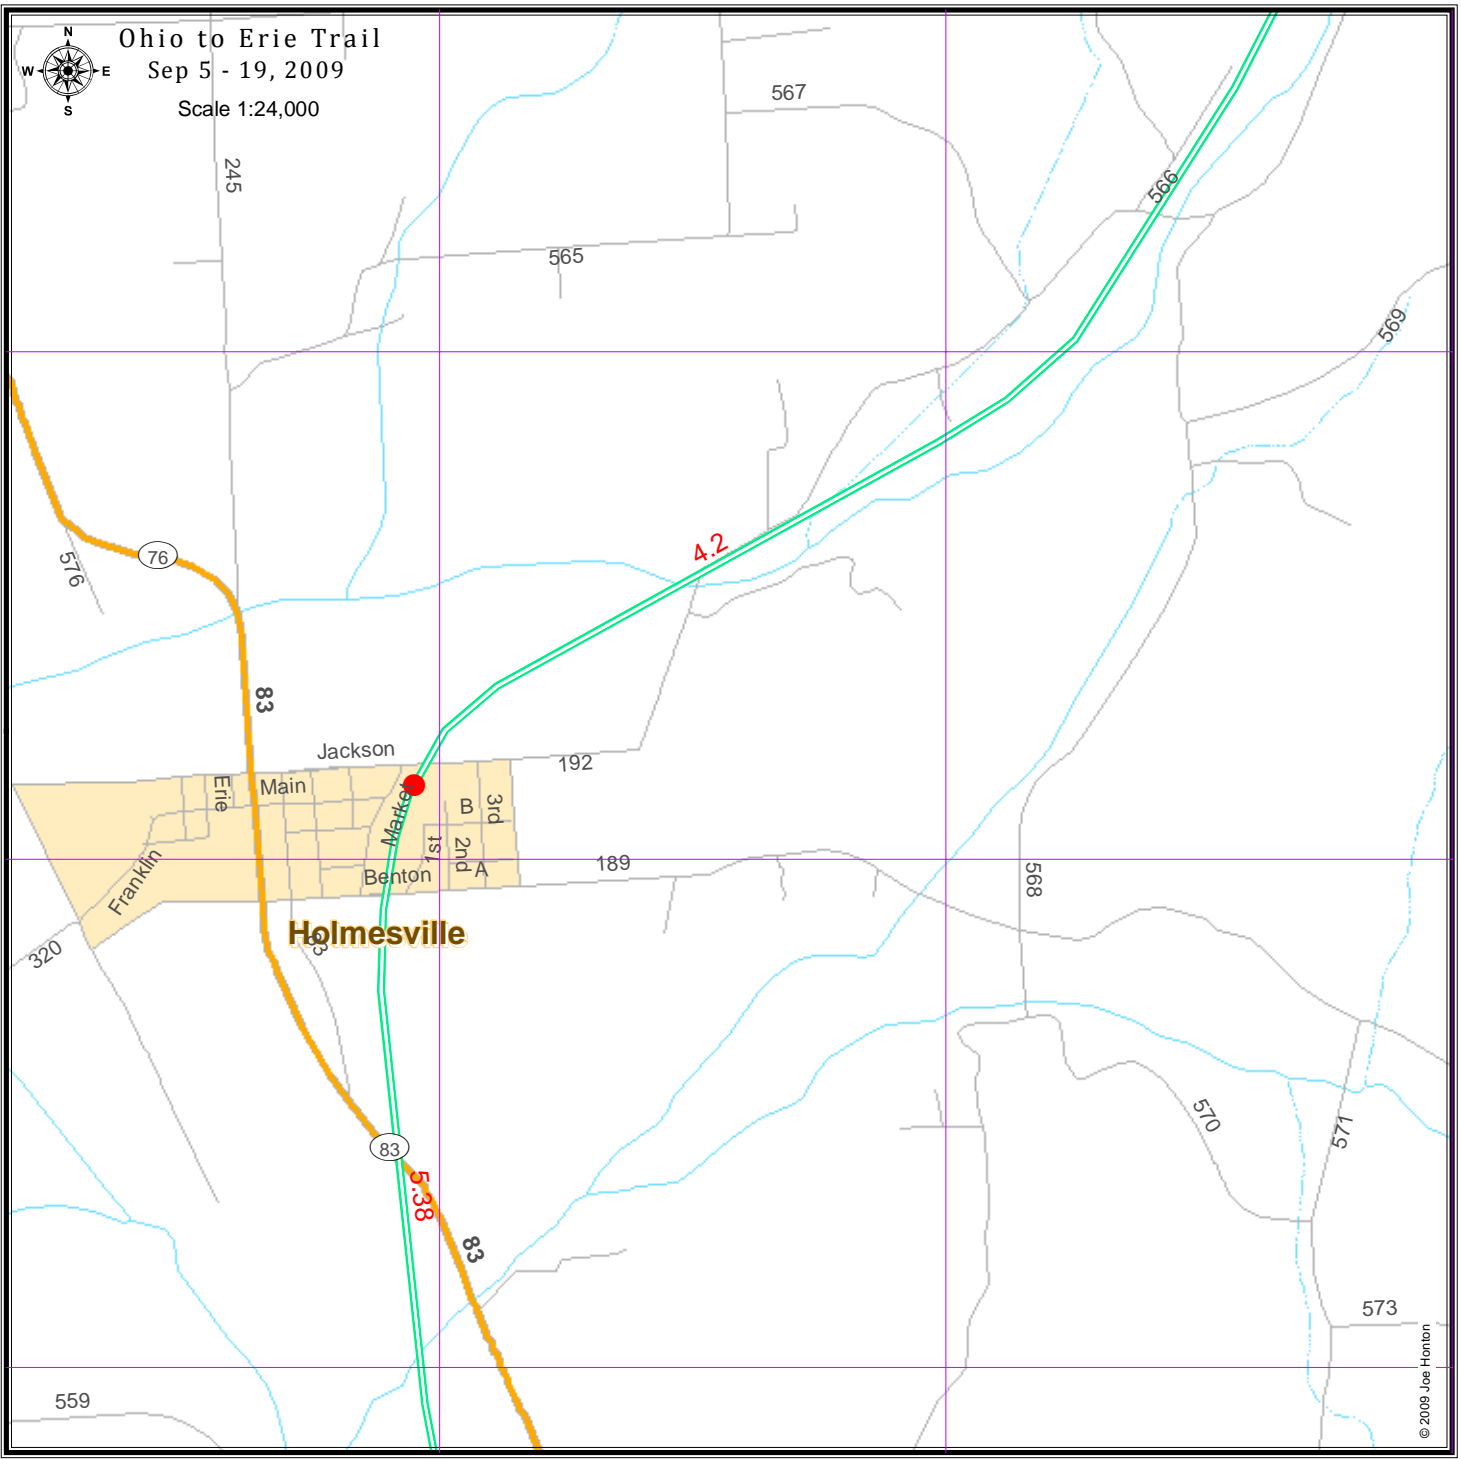 N
W E
S
Ohio to Erie Trail
Sep 5 - 19, 2009
Scale 1:24,000
567
245
566
565
569
4.2
76
576
83
Jackson
192
Erie
Main
Market
B
3rd
1st
2nd
A
Benton
189
Franklin
568
Holmesville
83
320
570
571
83
5.38
83
573
559
© 2009 Joe Honton